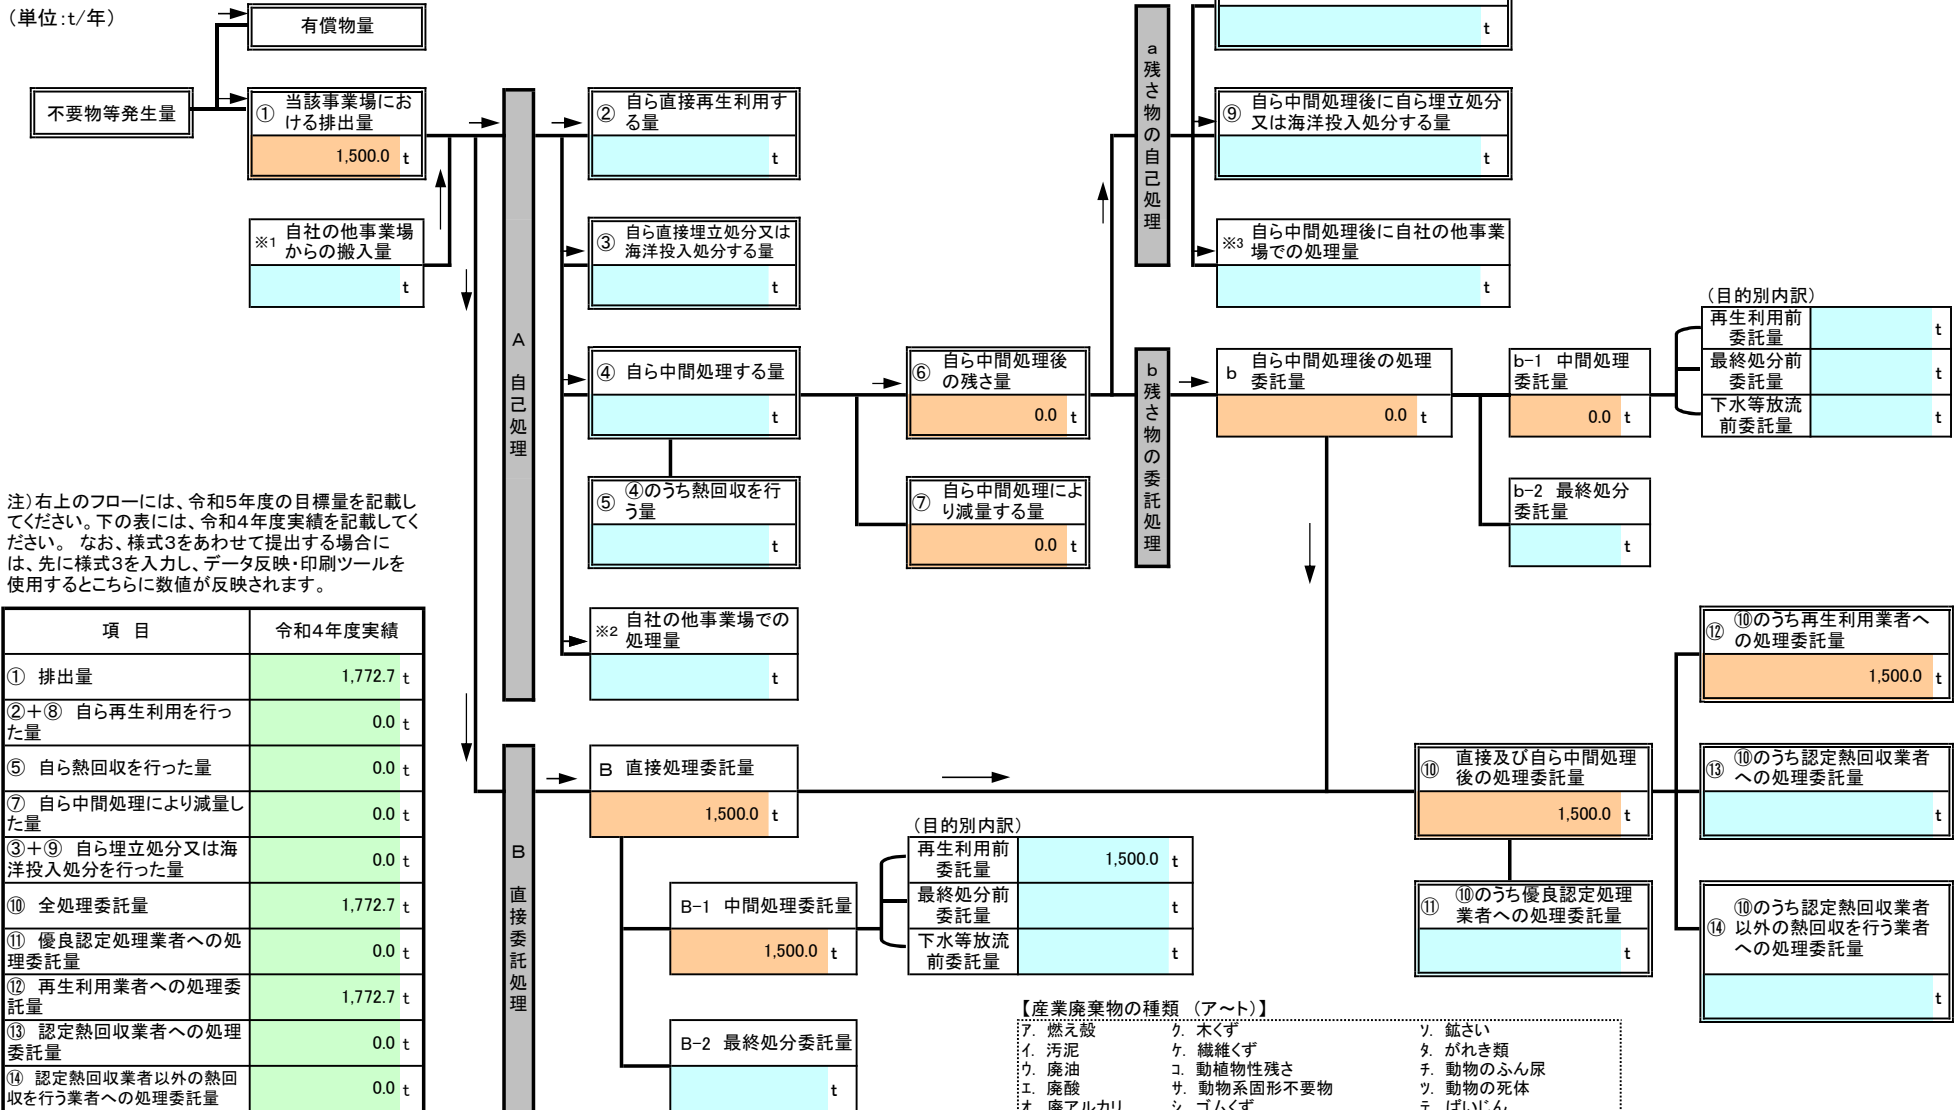 （単位：t/年）
有償物量
不要物等発生量
① 当該事業場にお
ける排出量
1,500.0 t
※1 自社の他事業場
からの搬入量
t
A 自己処理
② 自ら直接再生利用す
る量
t
③ 自ら直接埋立処分又は
海洋投入処分する量
t
④ 自ら中間処理する量
t
⑤ ④のうち熱回収を行
う量
t
※2 自社の他事業場での
処理量
t
⑥ 自ら中間処理後
の残さ量
0.0 t
⑦ 自ら中間処理によ
り減量する量
0.0 t
a 残さ物の自己処理
t
⑨ 自ら中間処理後に自ら埋立処分
又は海洋投入処分する量
t
※3 自ら中間処理後に自社の他事業
場での処理量
t
b 残さ物の委託処理
b 自ら中間処理後の処理
委託量
0.0 t
b-1 中間処理
委託量
0.0 t
（目的別内訳）
再生利用前
委託量
t
最終処分前
委託量
t
下水等放流
前委託量
t
b-2 最終処分
委託量
t
注）右上のフローには、令和5年度の目標量を記載し
てください。下の表には、令和4年度実績を記載してく
ださい。 なお、様式3をあわせて提出する場合に
は、先に様式3を入力し、データ反映・印刷ツールを
使用するとこちらに数値が反映されます。
項 目 令和4年度実績
① 排出量 1,772.7 t
②＋⑧ 自ら再生利用を行っ
た量 0.0 t
⑤ 自ら熱回収を行った量 0.0 t
⑦ 自ら中間処理により減量し
た量 0.0 t
③＋⑨ 自ら埋立処分又は海
洋投入処分を行った量 0.0 t
⑩ 全処理委託量 1,772.7 t
⑪ 優良認定処理業者への処
理委託量 0.0 t
⑫ 再生利用業者への処理委
託量 1,772.7 t
⑬ 認定熱回収業者への処理
委託量 0.0 t
⑭ 認定熱回収業者以外の熱回
収を行う業者への処理委託量 0.0 t
B 直接委託処理
B 直接処理委託量
1,500.0 t
B-1 中間処理委託量
1,500.0 t
（目的別内訳）
再生利用前
委託量
1,500.0 t
最終処分前
委託量
t
下水等放流
前委託量
t
B-2 最終処分委託量
t
⑩ 直接及び自ら中間処理
後の処理委託量
1,500.0 t
⑪ ⑩のうち優良認定処理
業者への処理委託量
t
⑫ ⑩のうち再生利用業者へ
の処理委託量
1,500.0 t
⑬ ⑩のうち認定熱回収業者
への処理委託量
t
⑭ ⑩のうち認定熱回収業者
以外の熱回収を行う業者
への処理委託量
t
【産業廃棄物の種類 （ア～ト）】
ア. 燃え殻 ク. 木くず ソ. 鉱さい
イ. 汚泥 ケ. 繊維くず タ. がれき類
ウ. 廃油 コ. 動植物性残さ チ. 動物のふん尿
エ. 廃酸 サ. 動物系固形不要物 ツ. 動物の死体
オ. 廃アルカリ シ. ゴムくず テ. ばいじん